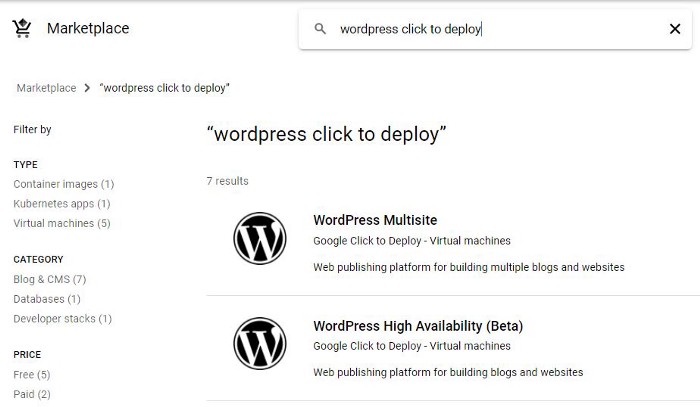 Marketplace
wordpress click to deploy
Marketplace > “wordpress click to deploy”
Filter by
TYPE
Container images (1)
Kubernetes apps (1)
Virtual machines (5)
CATEGORY
Blog & CMS (7)
Databases (1)
Developer stacks (1)
PRICE
Free (5)
Paid (2)
“wordpress click to deploy”
7 results
WordPress Multisite
Google Click to Deploy - Virtual machines
Web publishing platform for building multiple blogs and websites
WordPress High Availability (Beta)
Google Click to Deploy - Virtual machines
Web publishing platform for building blogs and websites